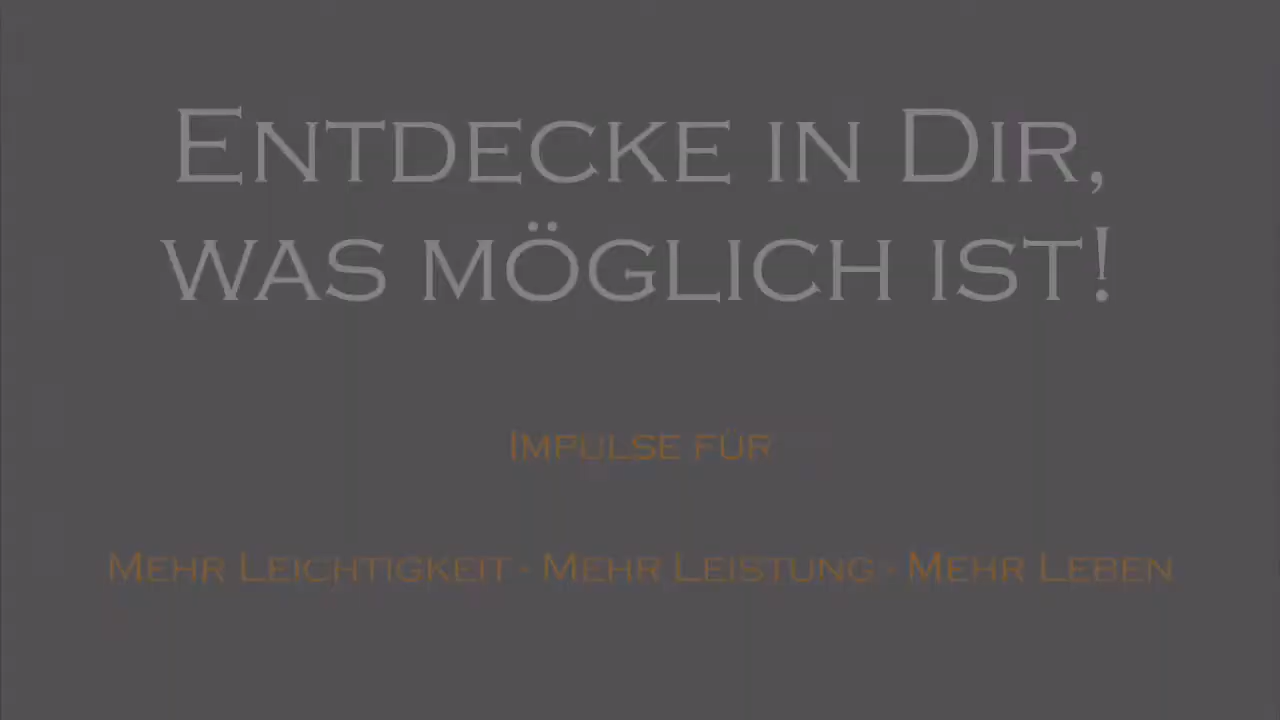 Entdecke in Dir,
was möglich ist!
Impulse für
Mehr Leichtigkeit - Mehr Leistung - Mehr Leben